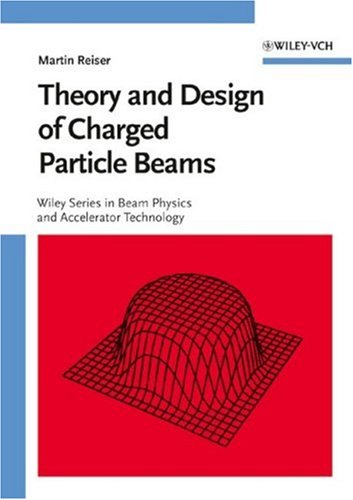 WILEY-VCH
Martin Reiser
Theory and Design
of Charged
Particle Beams
Wiley Series in Beam Physics
and Accelerator Technology